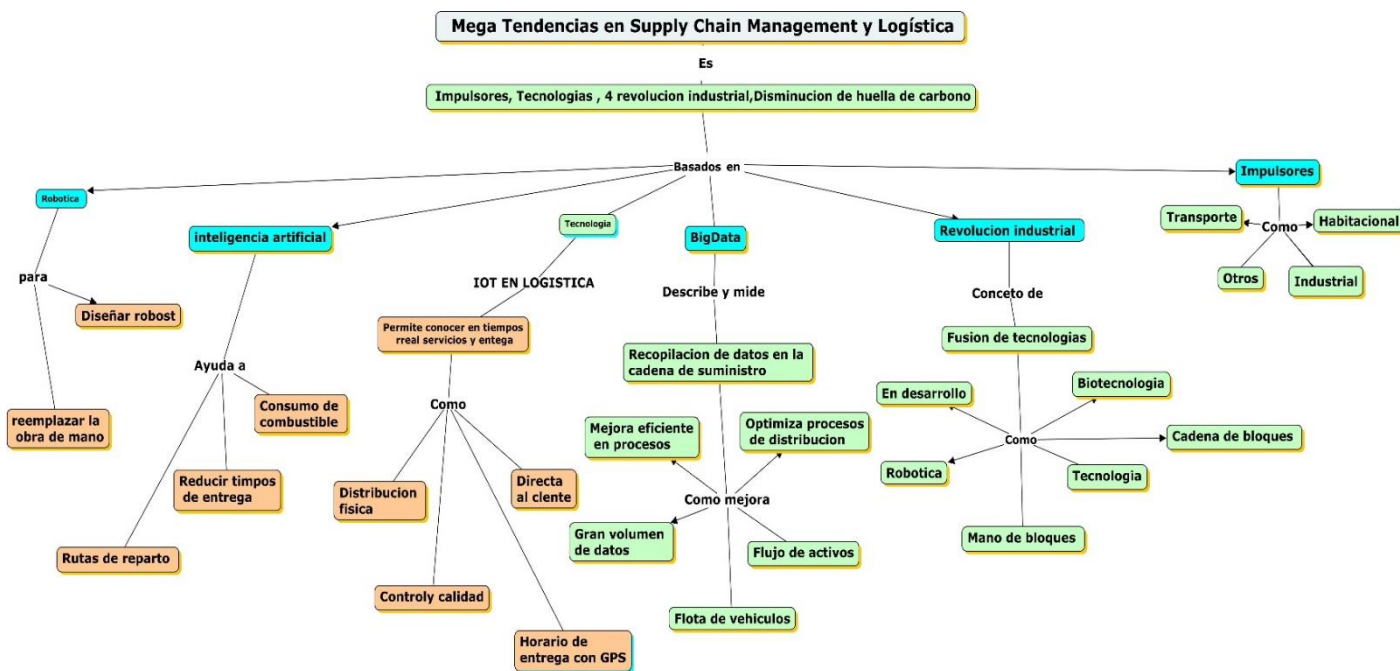 Mega Tendencias en Supply Chain Management y Logística
Es
Impulsores, Tecnologias , 4 revolucion industrial,Disminucion de huella de carbono
Basados en
Robotica
para
Diseñar robost
reemplazar la
obra de mano
inteligencia artificial
Ayuda a
Consumo de
combustible
Reducir timpos
de entrega
Rutas de reparto
Tecnologia
IOT EN LOGISTICA
Permite conocer en tiempos
rreal servicios y entega
Como
Distribucion
fisica
Directa
al clente
Controly calidad
Horario de
entrega con GPS
BigData
Describe y mide
Recopilacion de datos en la
cadena de suministro
Mejora eficiente
en procesos
Optimiza procesos
de distribucion
Como mejora
Gran volumen
de datos
Flujo de activos
Flota de vehiculos
Revolucion industrial
Conceto de
Fusion de tecnologias
En desarrollo
Biotecnologia
Como
Cadena de bloques
Robotica
Tecnologia
Mano de bloques
Impulsores
Transporte
Como
Habitacional
Otros
Industrial